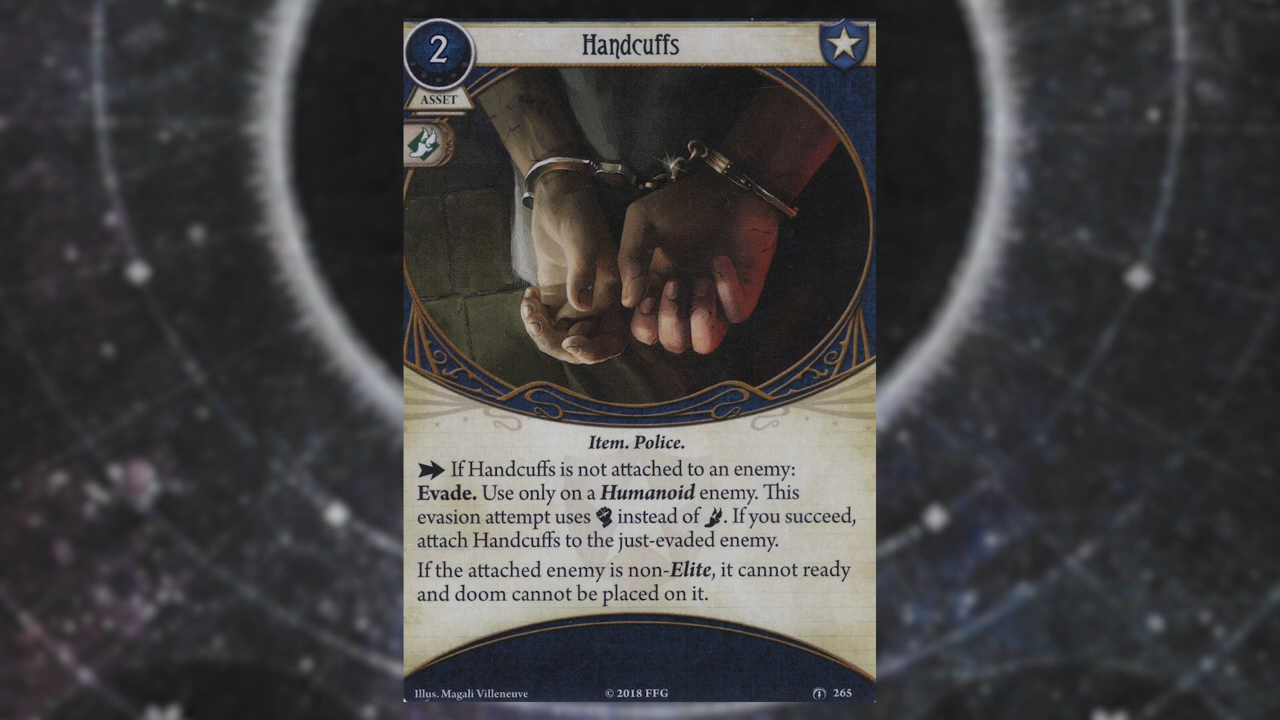 2
Handcuffs
ASSET
Item. Police.
If Handcuffs is not attached to an enemy:
Evade. Use only on a Humanoid enemy. This
evasion attempt uses instead of . If you succeed,
attach Handcuffs to the just-evaded enemy.
If the attached enemy is non-Elite, it cannot ready
and doom cannot be placed on it.
Illus. Magali Villeneuve
© 2018 FFG
265